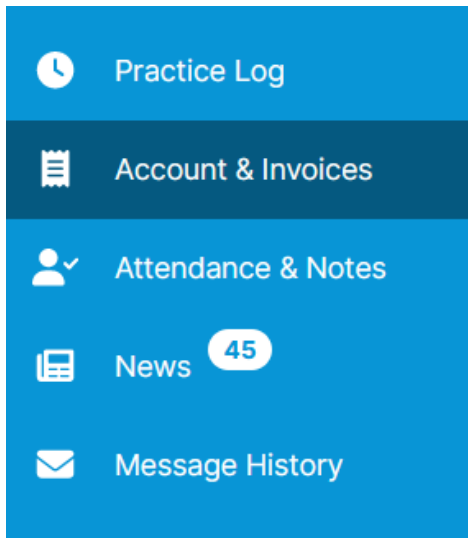 Practice Log
Account & Invoices
Attendance & Notes
News 45
Message History